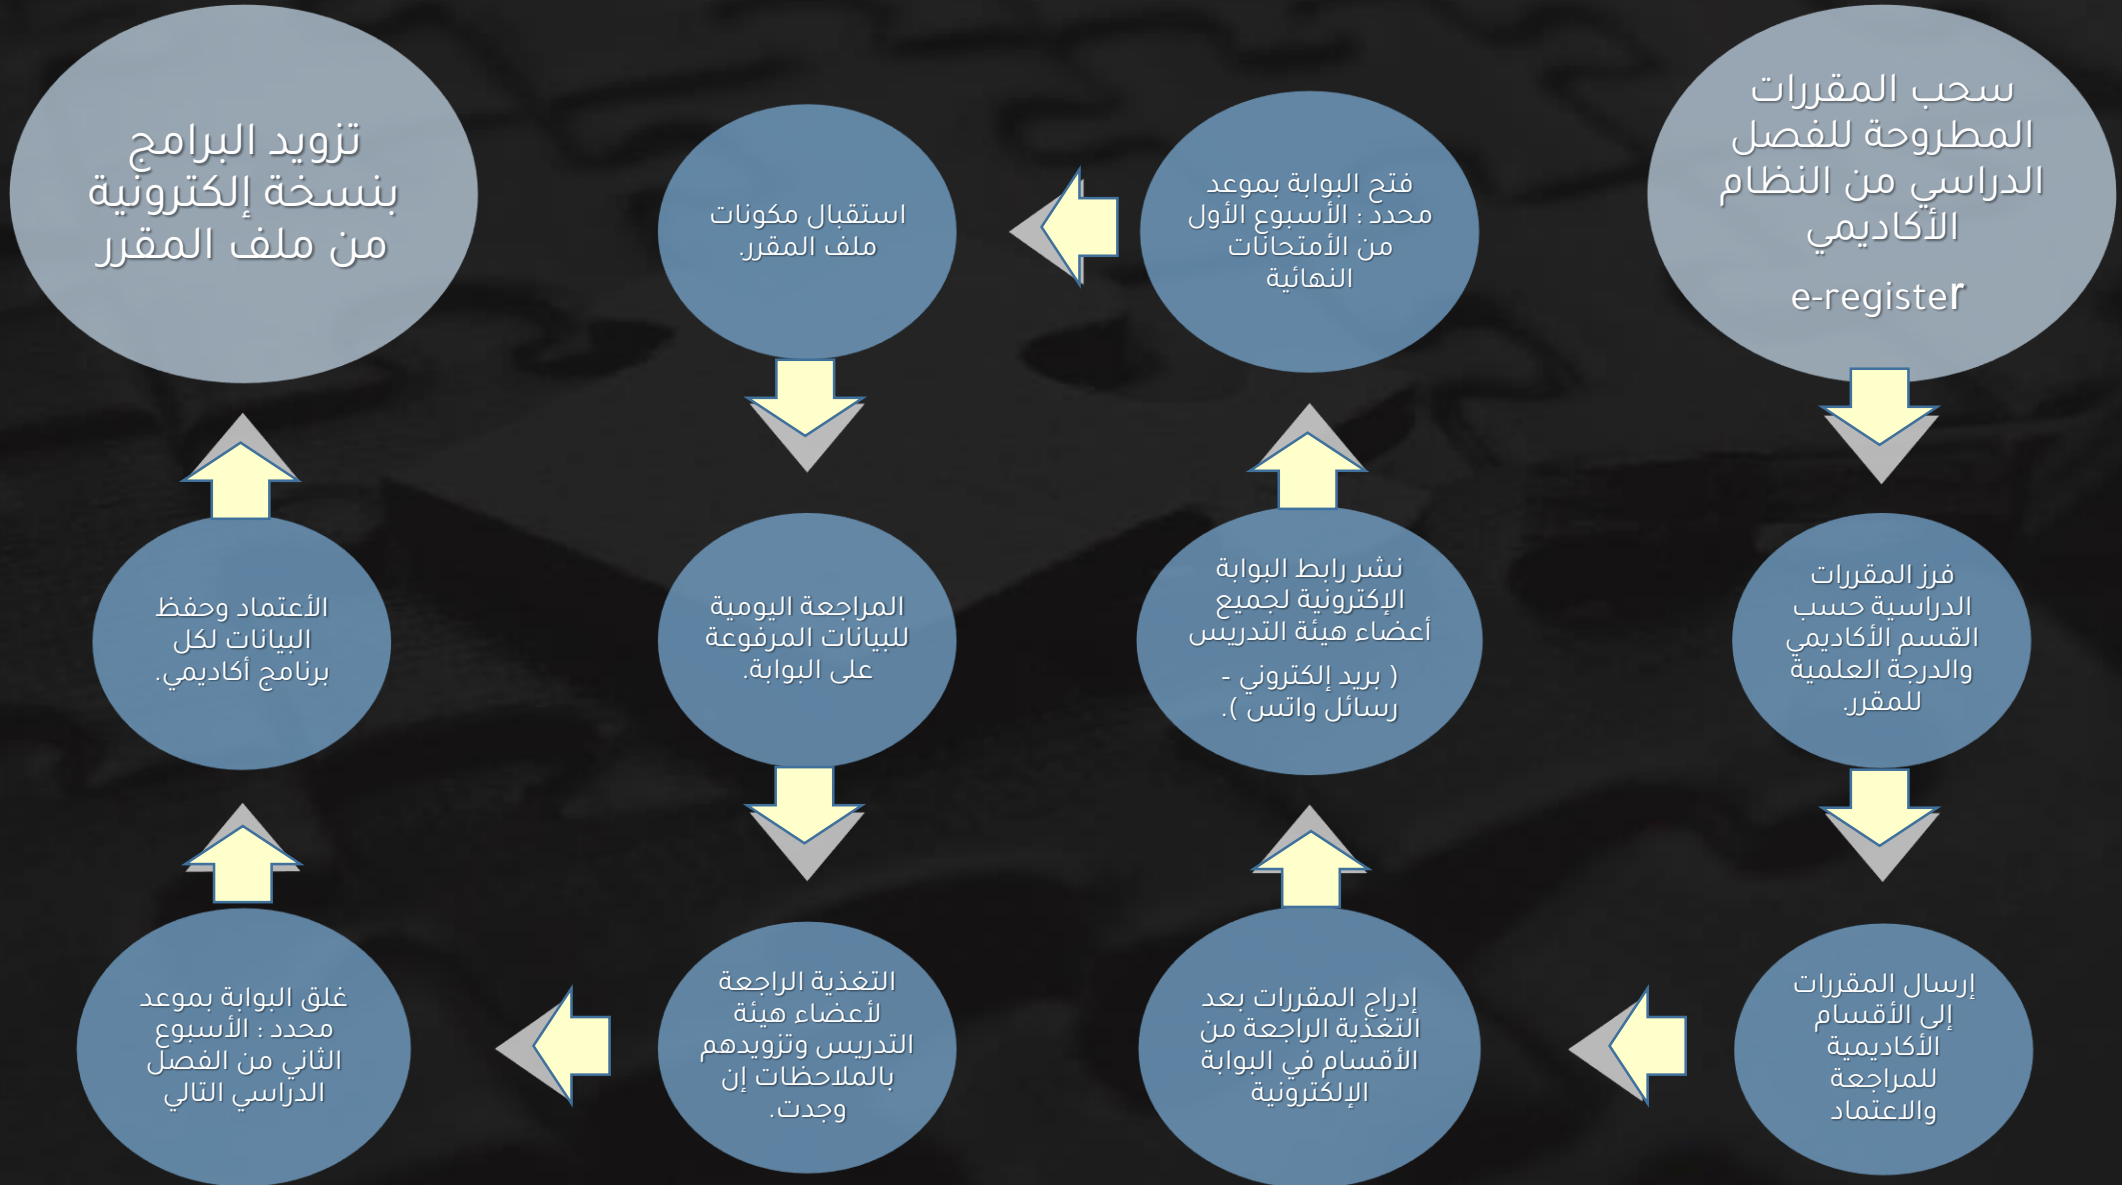 سحب المقررات
المطروحة للفصل
الدراسي من النظام
الأكاديمي
e-register
فرز المقررات
الدراسية حسب
القسم الأكاديمي
والدرجة العلمية
للمقرر.
إرسال المقررات
إلى الأقسام
الأكاديمية
للمراجعة
والاعتماد
إدراج المقررات بعد
التغذية الراجعة من
الأقسام في البوابة
الإلكترونية
نشر رابط البوابة
الإكترونية لجميع
أعضاء هيئة التدريس
( بريد إلكتروني -
رسائل واتس ).
فتح البوابة بموعد
محدد : الأسبوع الأول
من الأمتحانات
النهائية
استقبال مكونات
ملف المقرر.
المراجعة اليومية
للبيانات المرفوعة
على البوابة.
التغذية الراجعة
لأعضاء هيئة
التدريس وتزويدهم
بالملاحظات إن
وجدت.
غلق البوابة بموعد
محدد : الأسبوع
الثاني من الفصل
الدراسي التالي
الأعتماد وحفظ
البيانات لكل
برنامج أكاديمي.
تزويد البرامج
بنسخة إلكترونية
من ملف المقرر